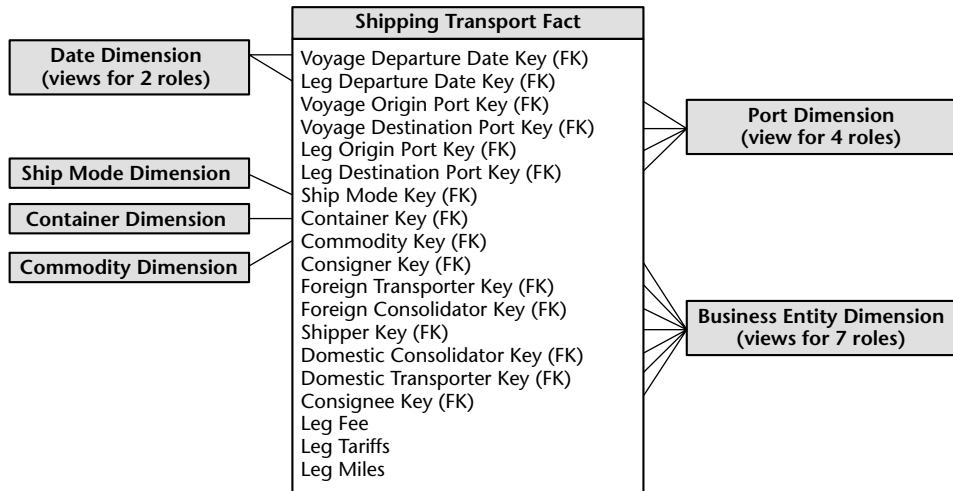 Shipping Transport Fact
Voyage Departure Date Key (FK)
Leg Departure Date Key (FK)
Voyage Origin Port Key (FK)
Voyage Destination Port Key (FK)
Leg Origin Port Key (FK)
Leg Destination Port Key (FK)
Ship Mode Key (FK)
Container Key (FK)
Commodity Key (FK)
Consigner Key (FK)
Foreign Transporter Key (FK)
Foreign Consolidator Key (FK)
Shipper Key (FK)
Domestic Consolidator Key (FK)
Domestic Transporter Key (FK)
Consignee Key (FK)
Leg Fee
Leg Tariffs
Leg Miles
Date Dimension
(views for 2 roles)
Ship Mode Dimension
Container Dimension
Commodity Dimension
Port Dimension
(view for 4 roles)
Business Entity Dimension
(views for 7 roles)